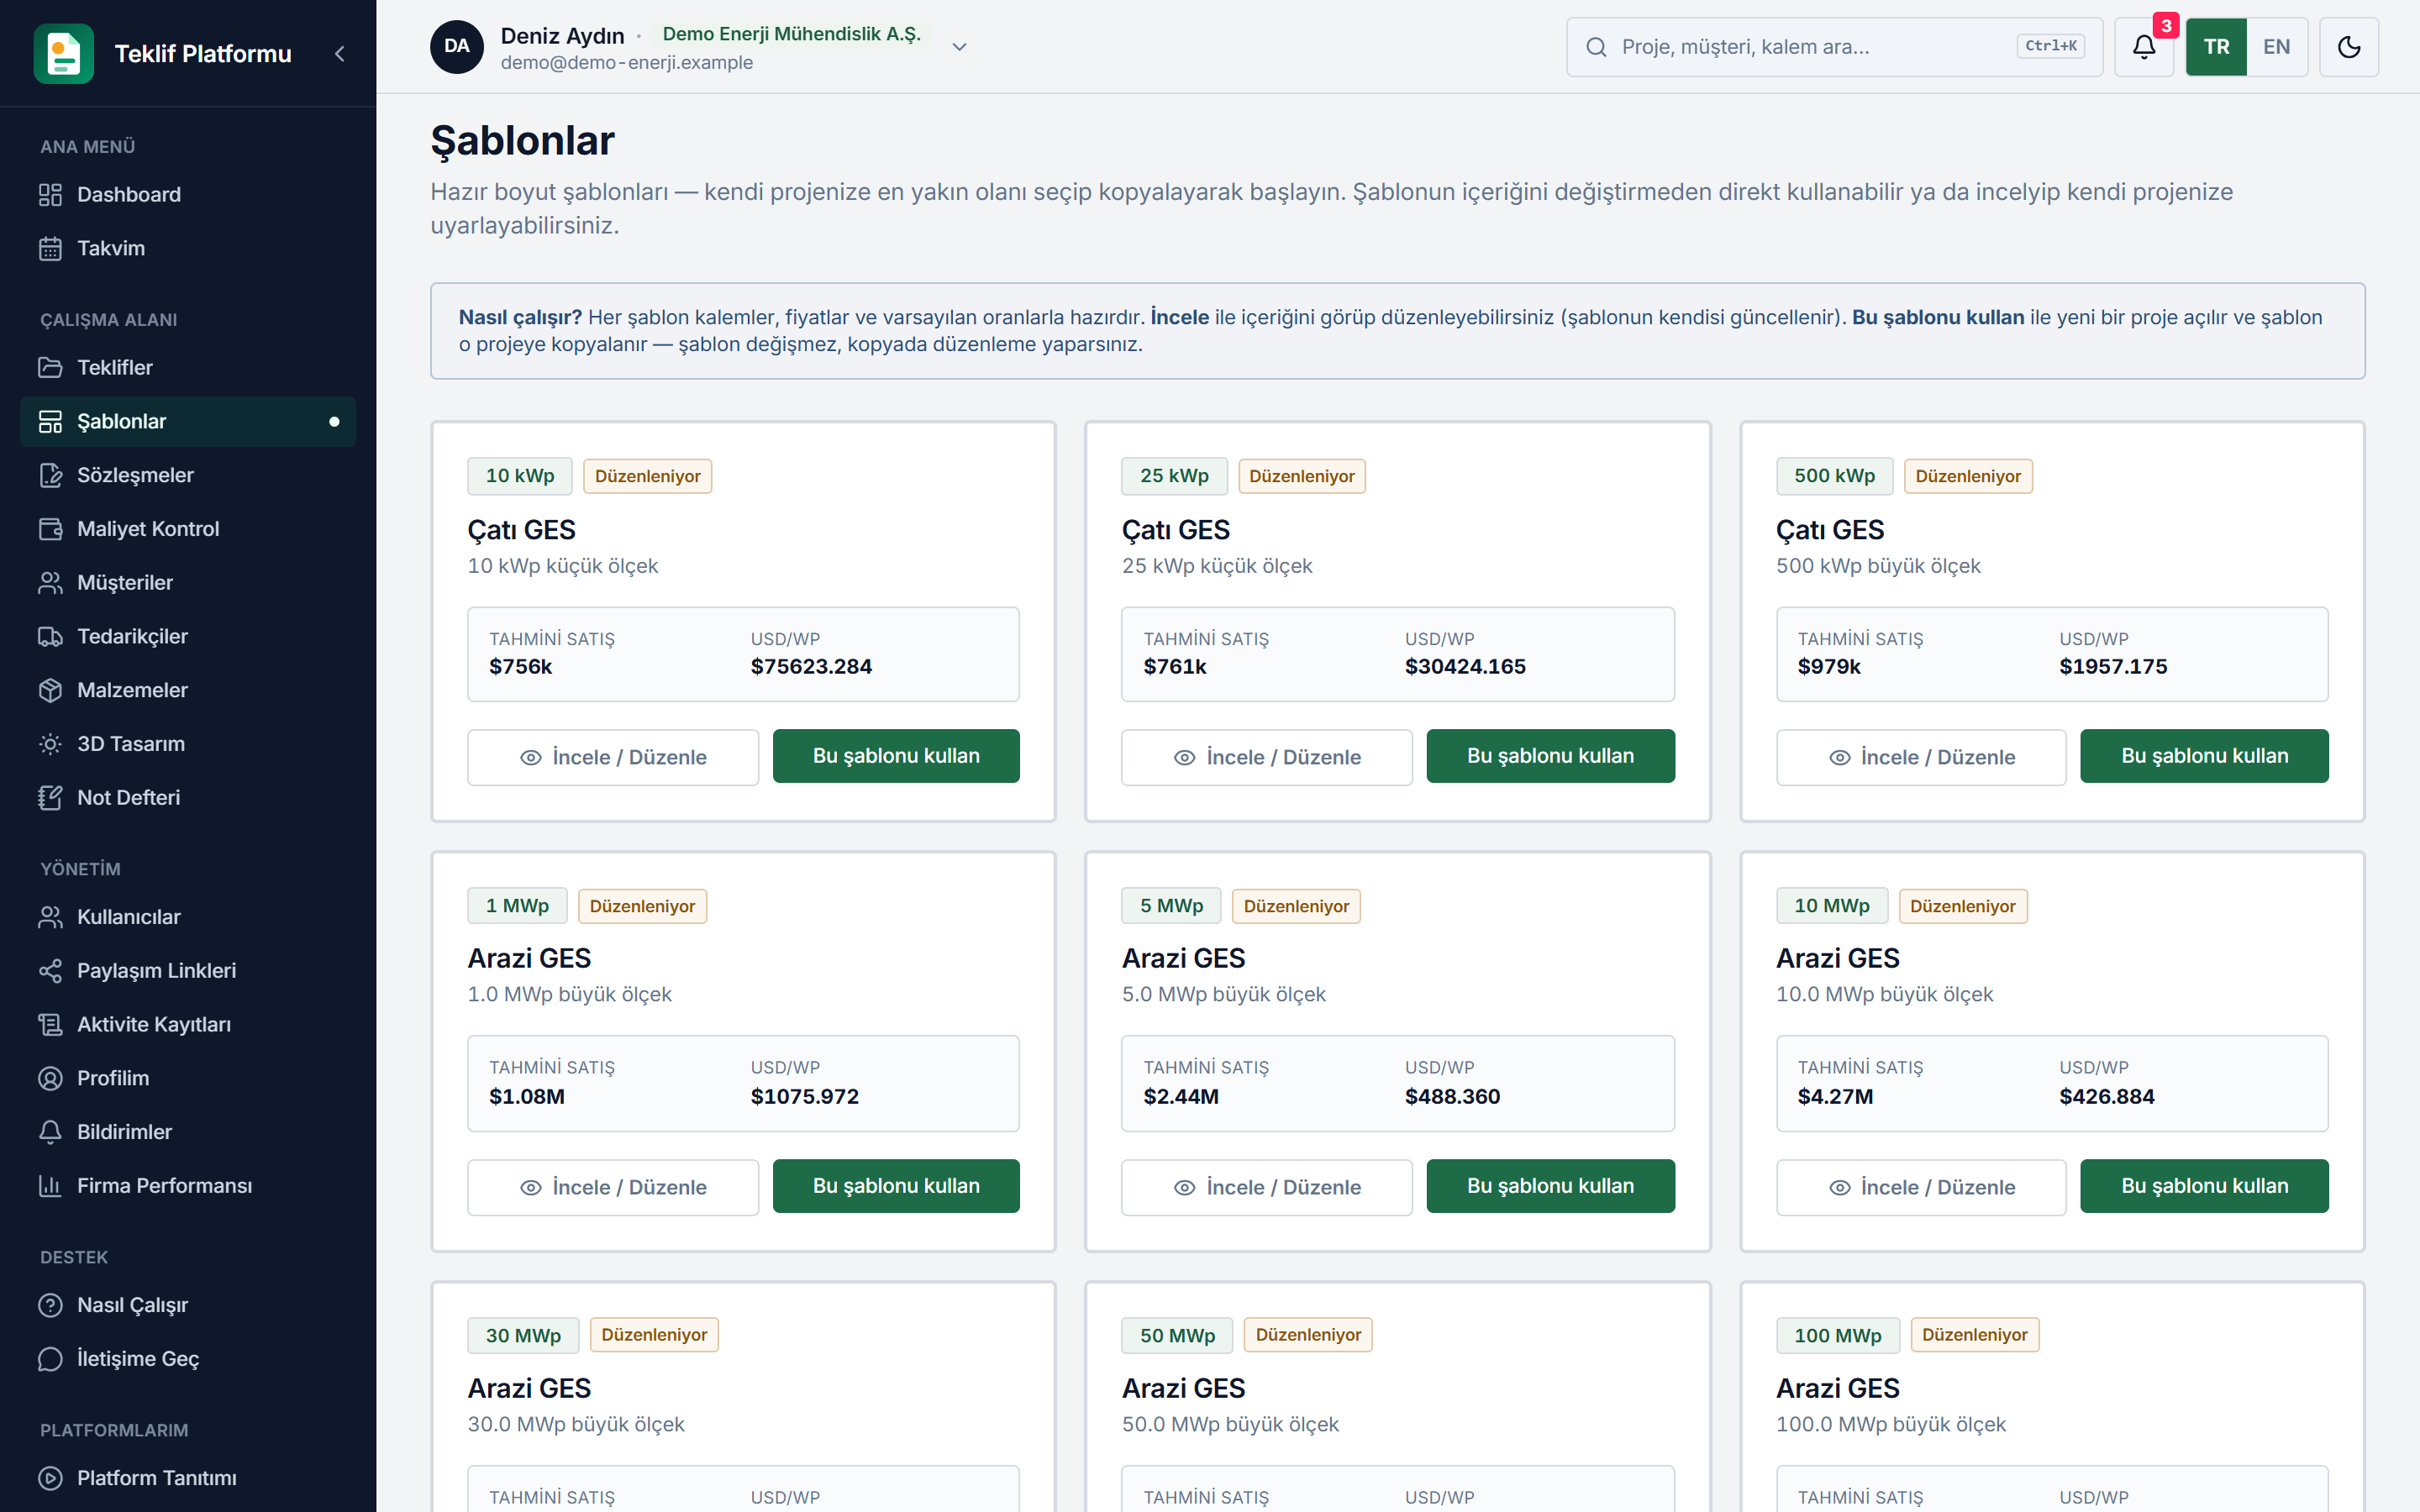 Teklif Platformu
ANA MENÜ
Dashboard
Takvim
ÇALIŞMA ALANI
Teklifler
Şablonlar
Sözleşmeler
Maliyet Kontrol
Müşteriler
Tedarikçiler
Malzemeler
3D Tasarım
Not Defteri
YÖNETİM
Kullanıcılar
Paylaşım Linkleri
Aktivite Kayıtları
Profilim
Bildirimler
Firma Performansı
DESTEK
Nasıl Çalışır
İletişime Geç
PLATFORMLARIM
Platform Tanıtımı
DA
Deniz Aydın · Demo Enerji Mühendislik A.Ş.
demo@demo-enerji.example
Proje, müşteri, kalem ara... Ctrl+K
3
TR EN
Şablonlar
Hazır boyut şablonları — kendi projenize en yakın olanı seçip kopyalayarak başlayın. Şablonun içeriğini değiştirmeden direkt kullanabilir ya da incelyip kendi projenize
uyarlayabilirsiniz.
Nasıl çalışır? Her şablon kalemler, fiyatlar ve varsayılan oranlarla hazırdır. İncele ile içeriğini görüp düzenleyebilirsiniz (şablonun kendisi güncellenir). Bu şablonu kullan ile yeni bir proje açılır ve şablon
o projeye kopyalanır — şablon değişmez, kopyada düzenleme yaparsınız.
10 kWp Düzenleniyor
Çatı GES
10 kWp küçük ölçek
TAHMİNİ SATIŞ USD/WP
$756k $75623.284
İncele / Düzenle Bu şablonu kullan
25 kWp Düzenleniyor
Çatı GES
25 kWp küçük ölçek
TAHMİNİ SATIŞ USD/WP
$761k $30424.165
İncele / Düzenle Bu şablonu kullan
500 kWp Düzenleniyor
Çatı GES
500 kWp büyük ölçek
TAHMİNİ SATIŞ USD/WP
$979k $1957.175
İncele / Düzenle Bu şablonu kullan
1 MWp Düzenleniyor
Arazi GES
1.0 MWp büyük ölçek
TAHMİNİ SATIŞ USD/WP
$1.08M $1075.972
İncele / Düzenle Bu şablonu kullan
5 MWp Düzenleniyor
Arazi GES
5.0 MWp büyük ölçek
TAHMİNİ SATIŞ USD/WP
$2.44M $488.360
İncele / Düzenle Bu şablonu kullan
10 MWp Düzenleniyor
Arazi GES
10.0 MWp büyük ölçek
TAHMİNİ SATIŞ USD/WP
$4.27M $426.884
İncele / Düzenle Bu şablonu kullan
30 MWp Düzenleniyor
Arazi GES
30.0 MWp büyük ölçek
TAHMİNİ SATIŞ USD/WP
50 MWp Düzenleniyor
Arazi GES
50.0 MWp büyük ölçek
TAHMİNİ SATIŞ USD/WP
100 MWp Düzenleniyor
Arazi GES
100.0 MWp büyük ölçek
TAHMİNİ SATIŞ USD/WP